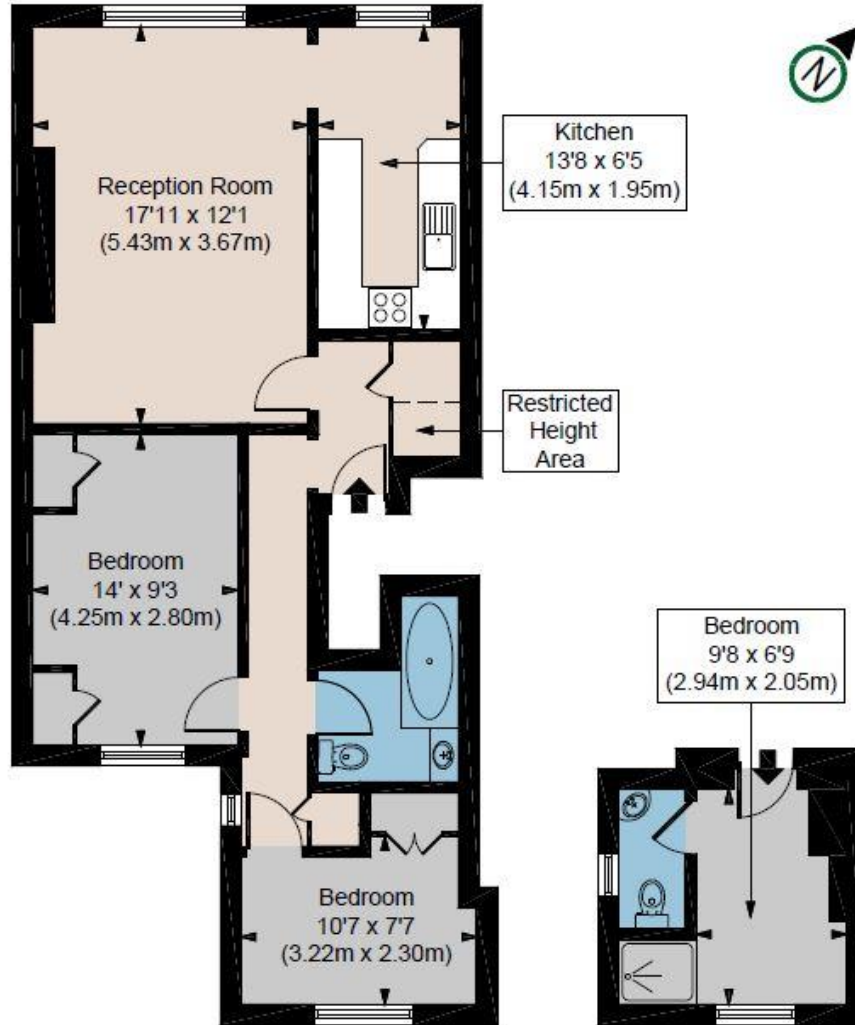 N
Kitchen
13'8 x 6'5
(4.15m x 1.95m)
Reception Room
17'11 x 12'1
(5.43m x 3.67m)
Restricted
Height
Area
Bedroom
14' x 9'3
(4.25m x 2.80m)
Bedroom
9'8 x 6'9
(2.94m x 2.05m)
Bedroom
10'7 x 7'7
(3.22m x 2.30m)